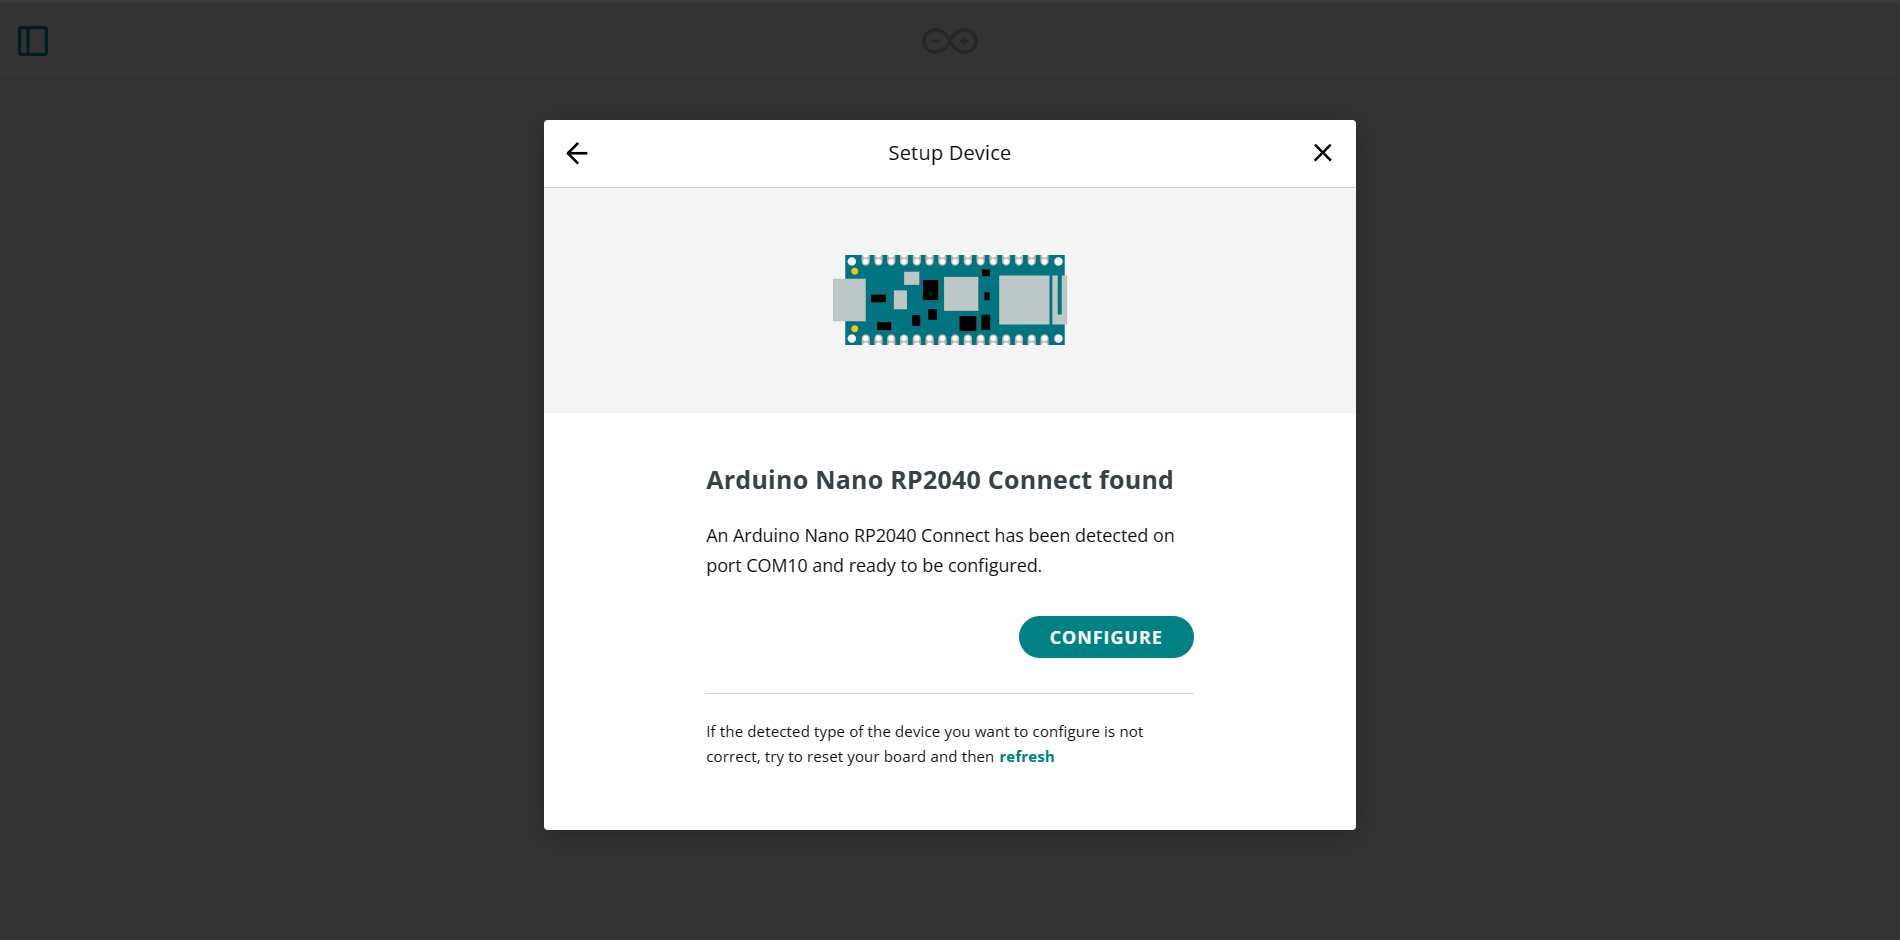 Setup Device
Arduino Nano RP2040 Connect found
An Arduino Nano RP2040 Connect has been detected on
port COM10 and ready to be configured.
CONFIGURE
If the detected type of the device you want to configure is not
correct, try to reset your board and then refresh